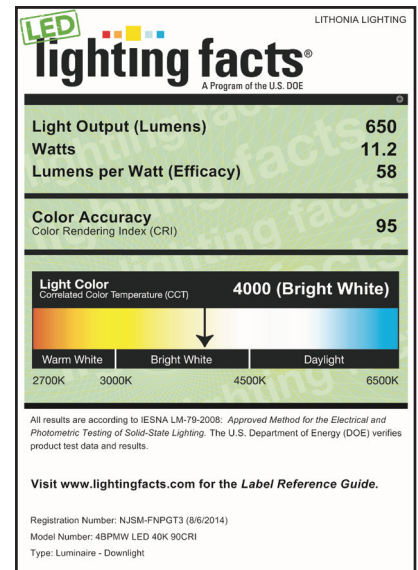 LITHONIA LIGHTING
LED
lighting facts®
A Program of the U.S. DOE
Light Output (Lumens) 650
Watts 11.2
Lumens per Watt (Efficacy) 58
Color Accuracy
Color Rendering Index (CRI) 95
Light Color
Correlated Color Temperature (CCT) 4000 (Bright White)
Warm White Bright White Daylight
2700K 3000K 4500K 6500K
All results are according to IESNA LM-79-2008: Approved Method for the Electrical and
Photometric Testing of Solid-State Lighting. The U.S. Department of Energy (DOE) verifies
product test data and results.
Visit www.lightingfacts.com for the Label Reference Guide.
Registration Number: NJSM-FNPGT3 (8/6/2014)
Model Number: 4BPMW LED 40K 90CRI
Type: Luminaire - Downlight